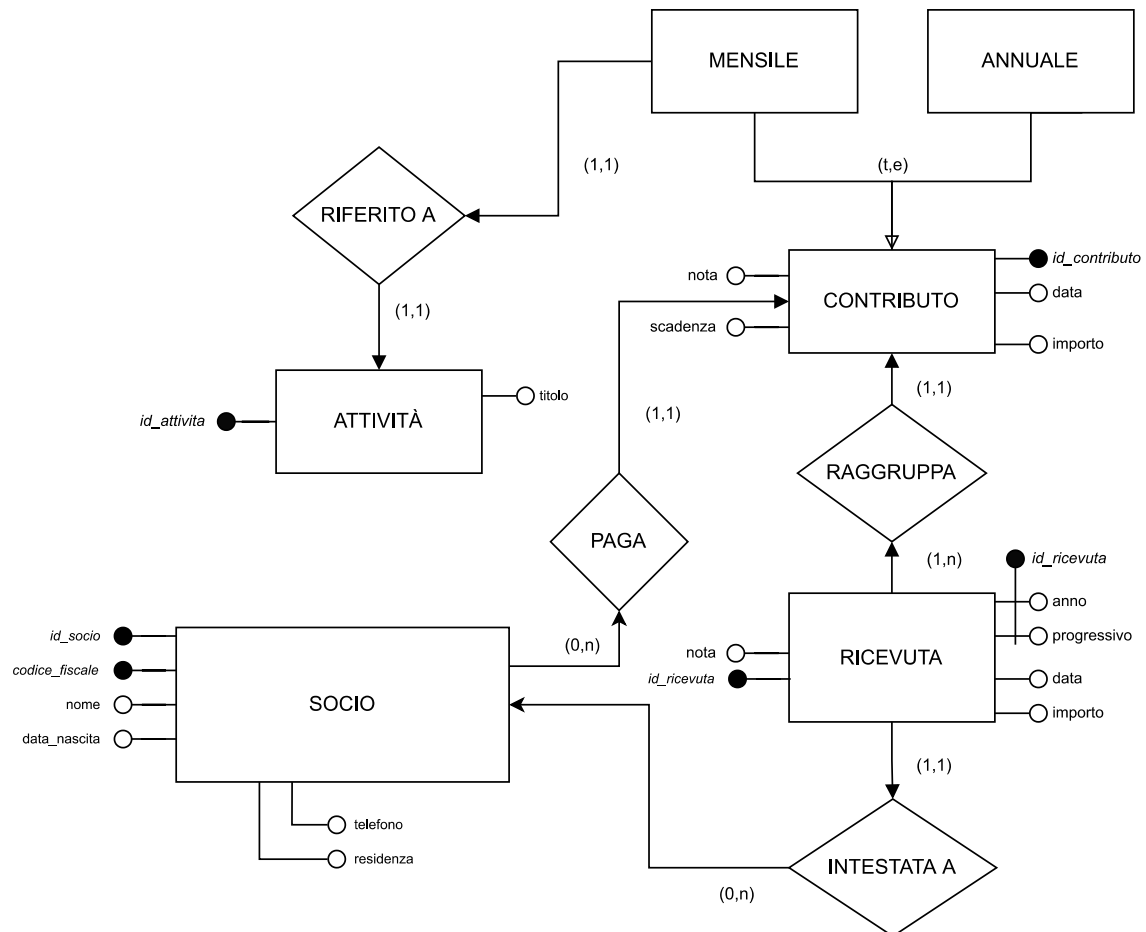 MENSILE
ANNUALE
(1,1)
(t,e)
RIFERITO A
nota
id_contributo
data
CONTRIBUTO
scadenza
importo
(1,1)
titolo
id_attivita
ATTIVITÀ
(1,1)
(1,1)
RAGGRUPPA
PAGA
(1,n)
id_ricevuta
anno
progressivo
nota
RICEVUTA
id_ricevuta
data
importo
id_socio
(0,n)
codice_fiscale
nome
SOCIO
data_nascita
(1,1)
telefono
residenza
INTESTATA A
(0,n)